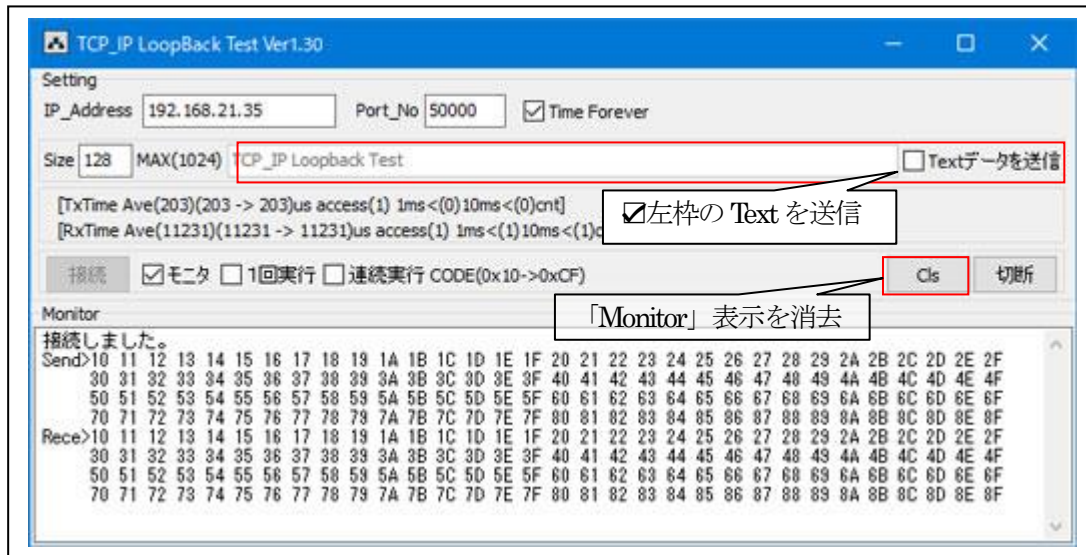 TCP_IP LoopBack Test Ver1.30
Setting
IP_Address 192.168.21.35 Port_No 50000 Time Forever
Size 128 MAX(1024) TCP_IP Loopback Test Textデータを送信
[TxTime Ave(203)(203 -> 203)us access(1) 1ms<(0)10ms<(0)cnt]
☑左枠の Text を送信
[RxTime Ave(11231)(11231 -> 11231)us access(1) 1ms<(1)10ms<(1)c
接続 モニタ 1回実行 連続実行 CODE(0x10->0xCF) Cls 切断
「Monitor」表示を消去
Monitor
接続しました。
Send>10 11 12 13 14 15 16 17 18 19 1A 1B 1C 1D 1E 1F 20 21 22 23 24 25 26 27 28 29 2A 2B 2C 2D 2E 2F
30 31 32 33 34 35 36 37 38 39 3A 3B 3C 3D 3E 3F 40 41 42 43 44 45 46 47 48 49 4A 4B 4C 4D 4E 4F
50 51 52 53 54 55 56 57 58 59 5A 5B 5C 5D 5E 5F 60 61 62 63 64 65 66 67 68 69 6A 6B 6C 6D 6E 6F
70 71 72 73 74 75 76 77 78 79 7A 7B 7C 7D 7E 7F 80 81 82 83 84 85 86 87 88 89 8A 8B 8C 8D 8E 8F
Rece>10 11 12 13 14 15 16 17 18 19 1A 1B 1C 1D 1E 1F 20 21 22 23 24 25 26 27 28 29 2A 2B 2C 2D 2E 2F
30 31 32 33 34 35 36 37 38 39 3A 3B 3C 3D 3E 3F 40 41 42 43 44 45 46 47 48 49 4A 4B 4C 4D 4E 4F
50 51 52 53 54 55 56 57 58 59 5A 5B 5C 5D 5E 5F 60 61 62 63 64 65 66 67 68 69 6A 6B 6C 6D 6E 6F
70 71 72 73 74 75 76 77 78 79 7A 7B 7C 7D 7E 7F 80 81 82 83 84 85 86 87 88 89 8A 8B 8C 8D 8E 8F